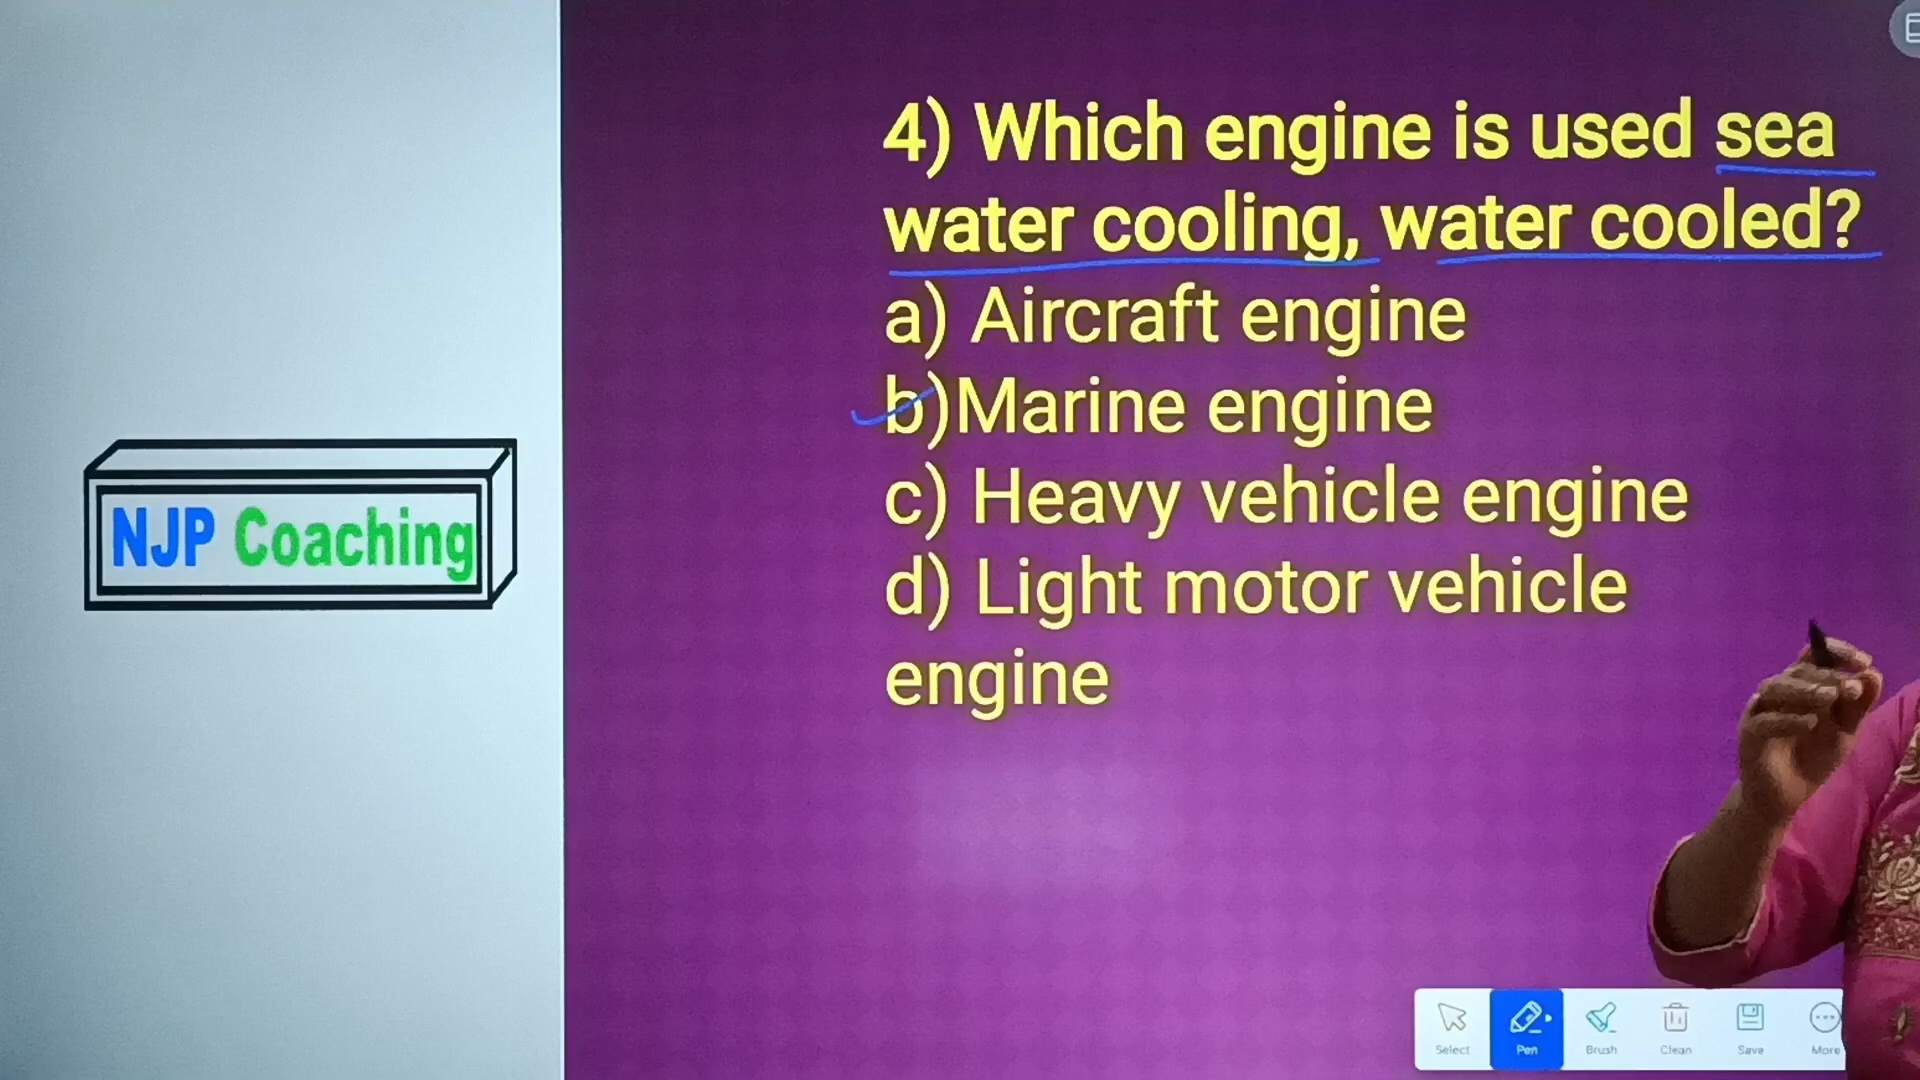 4) Which engine is used sea
water cooling, water cooled?
a) Aircraft engine
b)Marine engine
c) Heavy vehicle engine
d) Light motor vehicle
engine
NJP Coaching
Select Pen Brush Clean Save More